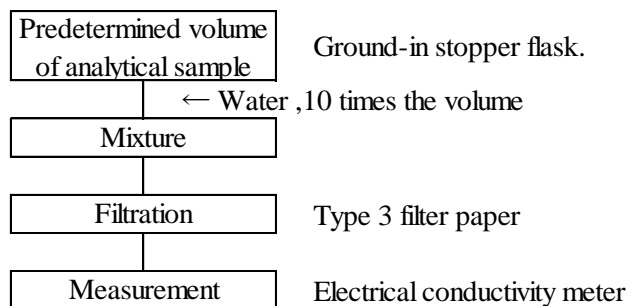 Predetermined volume
of analytical sample
Ground-in stopper flask.
← Water ,10 times the volume
Mixture
Filtration
Type 3 filter paper
Measurement
Electrical conductivity meter